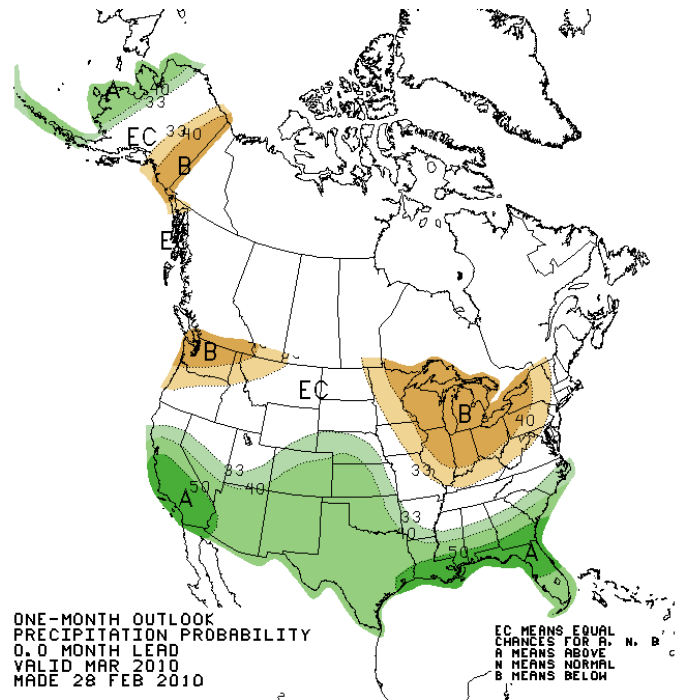 A
40
33
EC
33
40
B
E
B
EC
B
40
33
33
40
50
A
33
40
50
A
ONE-MONTH OUTLOOK
PRECIPITATION PROBABILITY
0.0 MONTH LEAD
VALID MAR 2010
MADE 28 FEB 2010
EC MEANS EQUAL
CHANCES FOR A, N, B
A MEANS ABOVE
N MEANS NORMAL
B MEANS BELOW